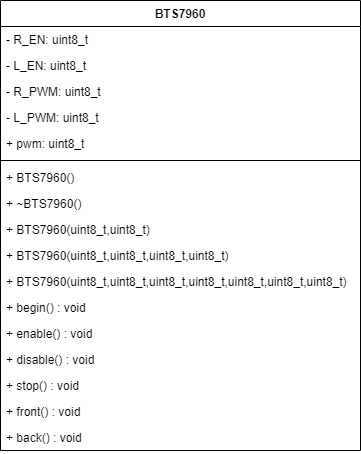 BTS7960
- R_EN: uint8_t
- L_EN: uint8_t
- R_PWM: uint8_t
- L_PWM: uint8_t
+ pwm: uint8_t
+ BTS7960()
+ ~BTS7960()
+ BTS7960(uint8_t,uint8_t)
+ BTS7960(uint8_t,uint8_t,uint8_t,uint8_t)
+ BTS7960(uint8_t,uint8_t,uint8_t,uint8_t,uint8_t,uint8_t,uint8_t)
+ begin() : void
+ enable() : void
+ disable() : void
+ stop() : void
+ front() : void
+ back() : void